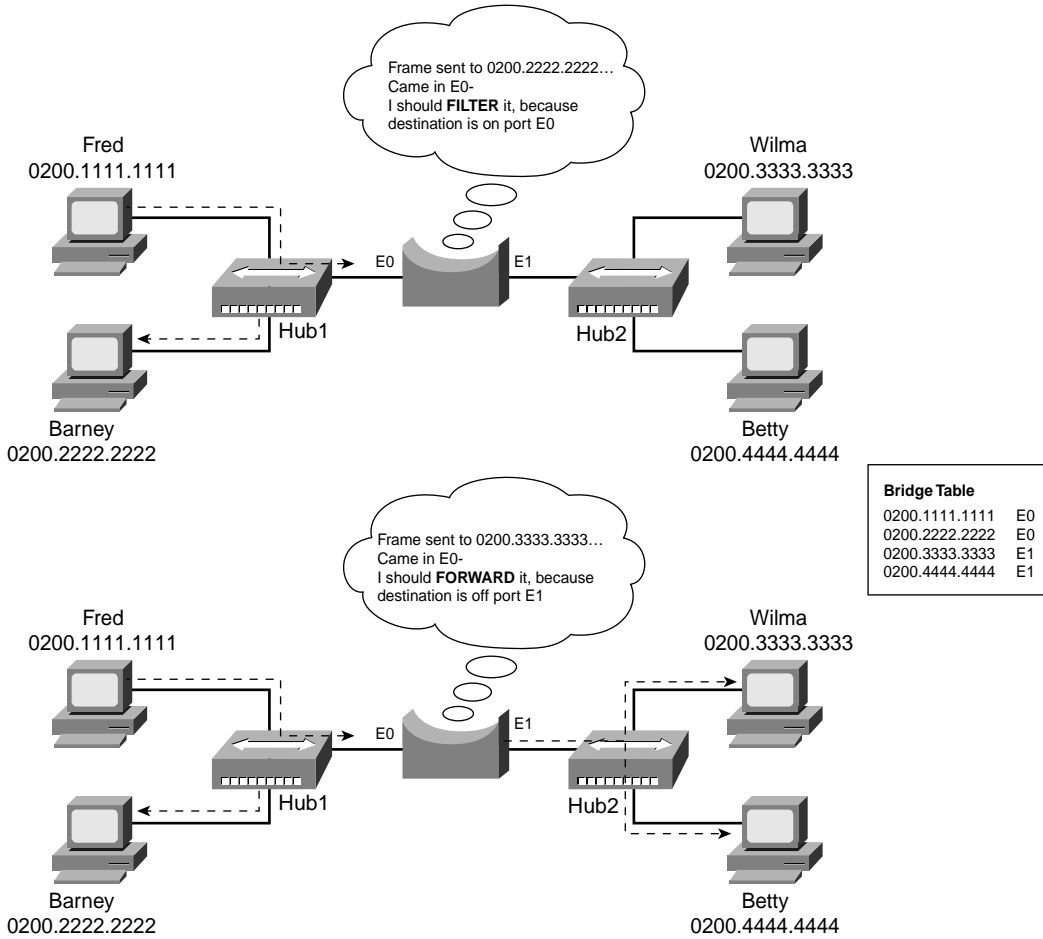 Frame sent to 0200.2222.2222…
Came in E0-
I should FILTER it, because
destination is on port E0
Fred
0200.1111.1111
Wilma
0200.3333.3333
E0
E1
Hub1
Hub2
Barney
0200.2222.2222
Betty
0200.4444.4444
Bridge Table
0200.1111.1111 E0
0200.2222.2222 E0
0200.3333.3333 E1
0200.4444.4444 E1
Frame sent to 0200.3333.3333…
Came in E0-
I should FORWARD it, because
destination is off port E1
Fred
0200.1111.1111
Wilma
0200.3333.3333
E0
E1
Hub1
Hub2
Barney
0200.2222.2222
Betty
0200.4444.4444